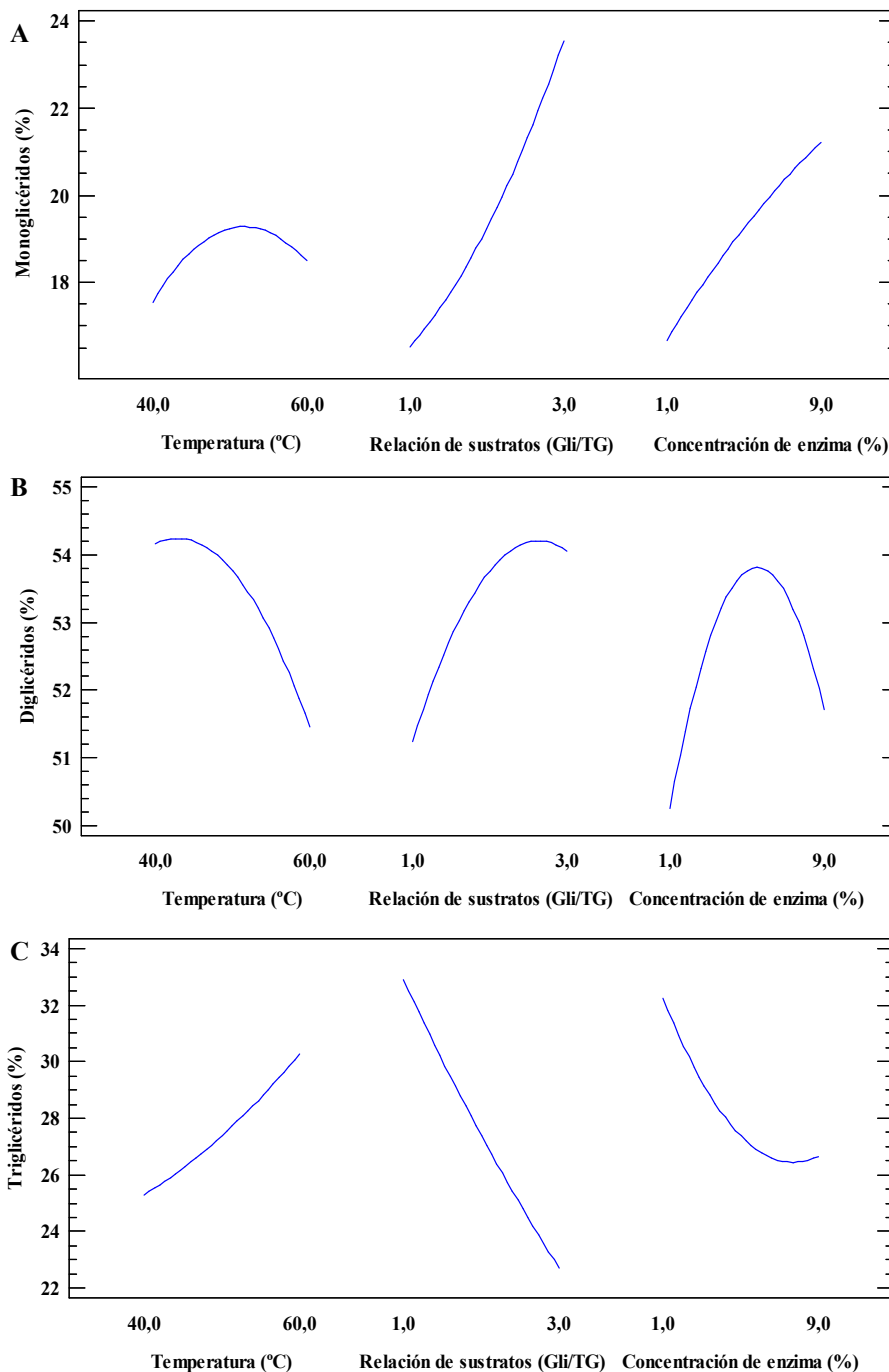 A
Monoglicéridos (%)
24
22
20
18
40,0 60,0 1,0 3,0 1,0 9,0
Temperatura (ºC) Relación de sustratos (Gli/TG) Concentración de enzima (%)
B
Diglicéridos (%)
55
54
53
52
51
50
40,0 60,0 1,0 3,0 1,0 9,0
Temperatura (ºC) Relación de sustratos (Gli/TG) Concentración de enzima (%)
C
Triglicéridos (%)
34
32
30
28
26
24
22
40,0 60,0 1,0 3,0 1,0 9,0
Temperatura (ºC) Relación de sustratos (Gli/TG) Concentración de enzima (%)